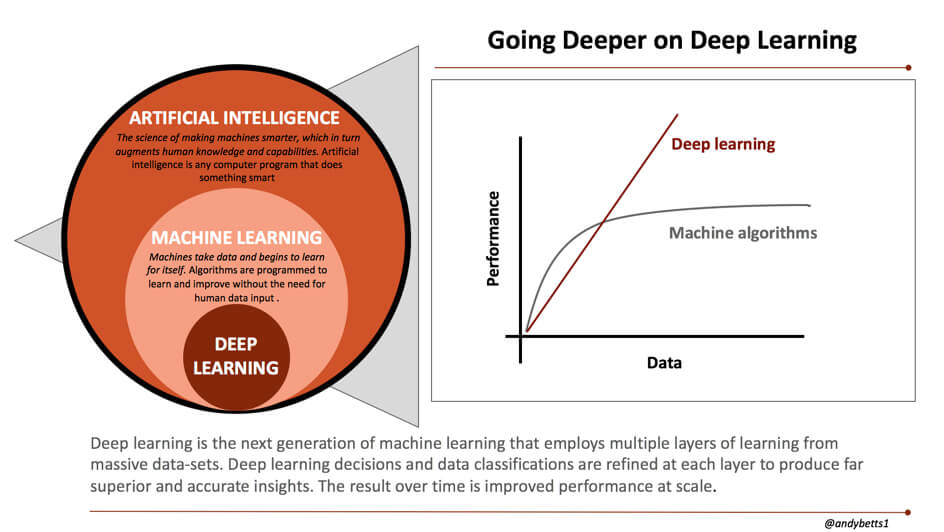 Going Deeper on Deep Learning
ARTIFICIAL INTELLIGENCE
The science of making machines smarter, which in turn
augments human knowledge and capabilities. Artificial
intelligence is any computer program that does
something smart
MACHINE LEARNING
Machines take data and begins to learn
for itself. Algorithms are programmed to
learn and improve without the need for
human data input .
DEEP
LEARNING
Performance
Deep learning
Machine algorithms
Data
Deep learning is the next generation of machine learning that employs multiple layers of learning from
massive data-sets. Deep learning decisions and data classifications are refined at each layer to produce far
superior and accurate insights. The result over time is improved performance at scale.
@andybetts1